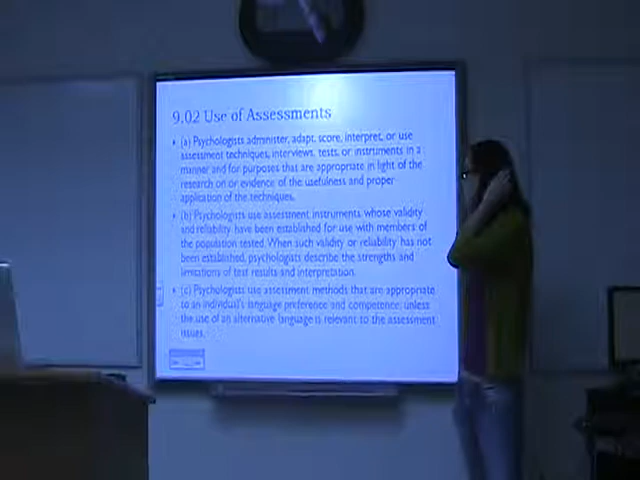 9.02 Use of Assessments
• (a) Psychologists administer, adapt, score, interpret, or use
assessment techniques, interviews, tests, or instruments in a
manner and for purposes that are appropriate in light of the
research on or evidence of the usefulness and proper
application of the techniques.
• (b) Psychologists use assessment instruments whose validity
and reliability have been established for use with members of
the population tested. When such validity or reliability has not
been established, psychologists describe the strengths and
limitations of test results and interpretation.
• (c) Psychologists use assessment methods that are appropriate
to an individual's language preference and competence, unless
the use of an alternative language is relevant to the assessment
issues.